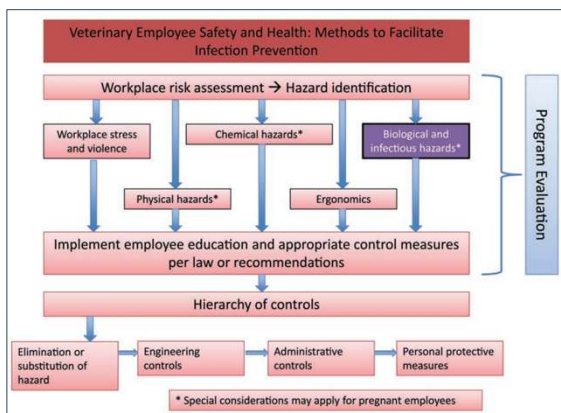 Veterinary Employee Safety and Health: Methods to Facilitate
Infection Prevention
Workplace risk assessment → Hazard identification
Workplace stress
and violence
Chemical hazards*
Biological and
infectious hazards*
Physical hazards*
Ergonomics
Implement employee education and appropriate control measures
per law or recommendations
Program Evaluation
Hierarchy of controls
Elimination or
substitution of
hazard
Engineering
controls
Administrative
controls
Personal protective
measures
* Special considerations may apply for pregnant employees